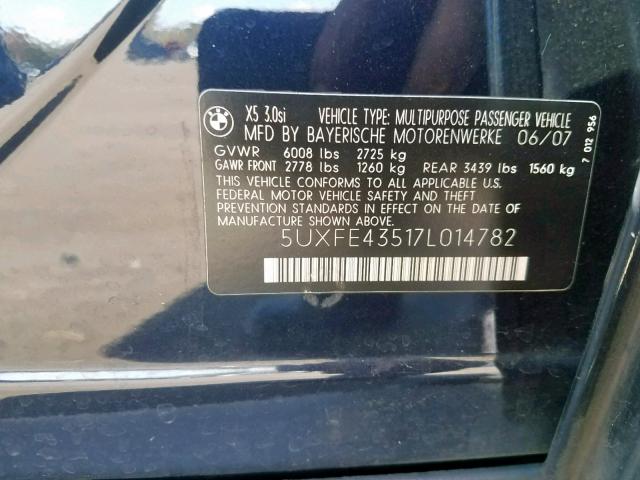 BMW X5 3.0si VEHICLE TYPE: MULTIPURPOSE PASSENGER VEHICLE
MFD BY BAYERISCHE MOTORENWERKE 06/07
GVWR 6008 lbs 2725 kg
GAWR FRONT 2778 lbs 1260 kg REAR 3439 lbs 1560 kg
THIS VEHICLE CONFORMS TO ALL APPLICABLE U.S.
FEDERAL MOTOR VEHICLE SAFETY AND THEFT
PREVENTION STANDARDS IN EFFECT ON THE DATE OF
MANUFACTURE SHOWN ABOVE.
5UXFE43517L014782
7 012 956